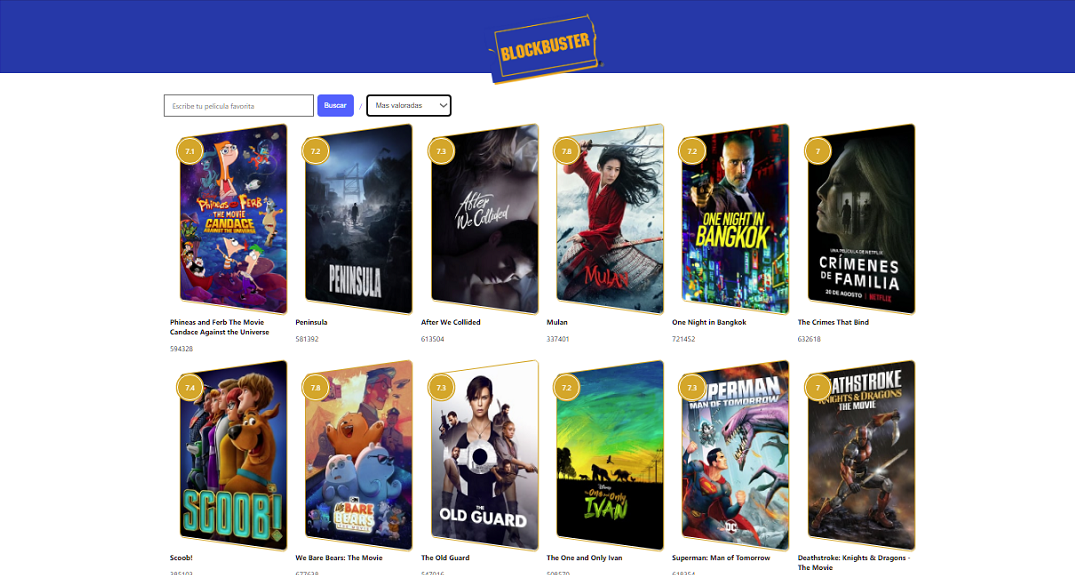 BLOCKBUSTER
Escribe tu película favorita
Buscar
/
Mas valoradas
7.1
PHINEAS AND FERB
THE MOVIE
CANDACE
AGAINST THE UNIVERSE
7.2
PENINSULA
7.3
After
We Collided
7.8
MULAN
7.2
ONE NIGHT IN
BANGKOK
7
UNA PELÍCULA DE NETFLIX
CRÍMENES
DE FAMILIA
20 DE AGOSTO | NETFLIX
Phineas and Ferb The Movie
Candace Against the Universe
594328
Peninsula
581392
After We Collided
613504
Mulan
337401
One Night in Bangkok
721452
The Crimes That Bind
632618
7.4
SCOOB!
7.8
WE
BARE
BEARS
THE MOVIE
7.3
THE
OLD GUARD
7.2
Disney
The One and Only
IVAN
7.3
SUPERMAN
MAN OF TOMORROW
DC
7
DEATHSTROKE
KNIGHTS & DRAGONS
THE MOVIE
Scoob!
We Bare Bears: The Movie
The Old Guard
The One and Only Ivan
Superman: Man of Tomorrow
Deathstroke: Knights & Dragons -
The Movie